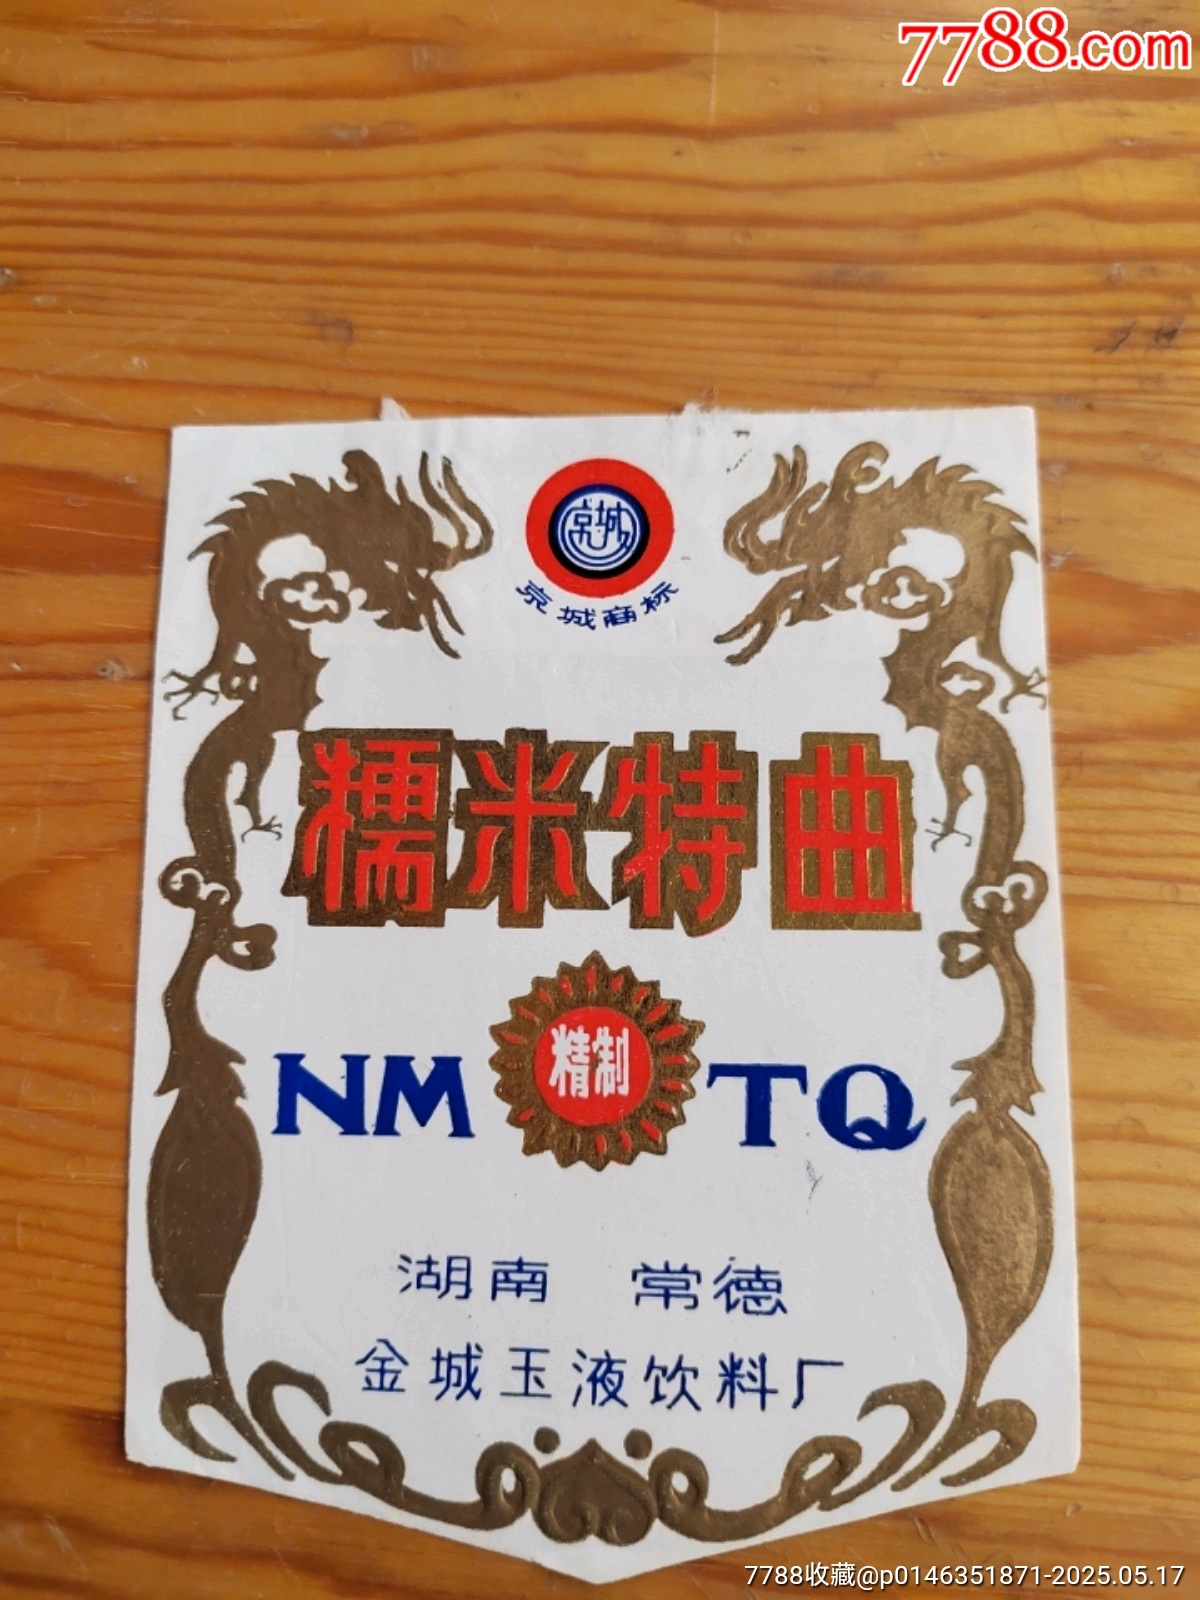 7788.com
京城
京城商标
糯米特曲
NM 精制 TQ
湖南 常德
金城玉液饮料厂
7788收藏@p0146351871-2025.05.17